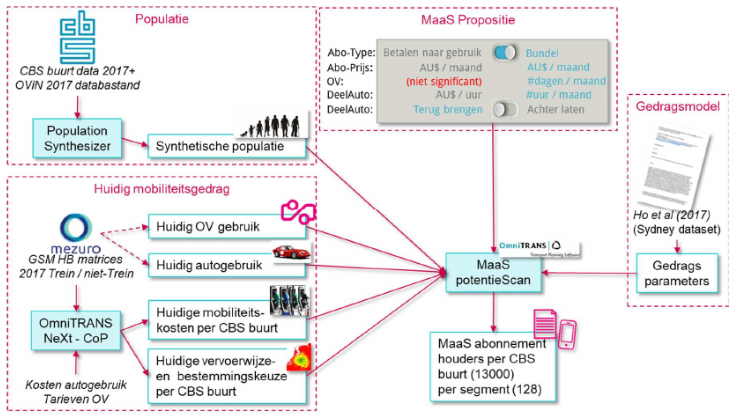 Populatie
CBS buurt data 2017+
OViN 2017 databastand
Population
Synthesizer
Synthetische populatie
MaaS Propositie
Abo-Type: Betalen naar gebruik Bundel
Abo-Prijs: AU$ / maand AU$ / maand
OV: (niet significant) #dagen / maand
DeelAuto: AU$ / uur #uur / maand
DeelAuto: Terug brengen Achter laten
Gedragsmodel
Ho et al (2017)
(Sydney dataset)
Gedrags
parameters
Huidig mobiliteitsgedrag
mezuro
GSM HB matrices
2017 Trein / niet-Trein
OmniTRANS
NeXt - CoP
Kosten autogebruik
Tarieven OV
Huidig OV gebruik
Huidig autogebruik
Huidige mobiliteits-
kosten per CBS buurt
Huidige vervoerwijze-
en bestemmingskeuze
per CBS buurt
OmniTRANS
Transport Planning Software
MaaS
potentieScan
MaaS abonnement
houders per CBS
buurt (13000)
per segment (128)